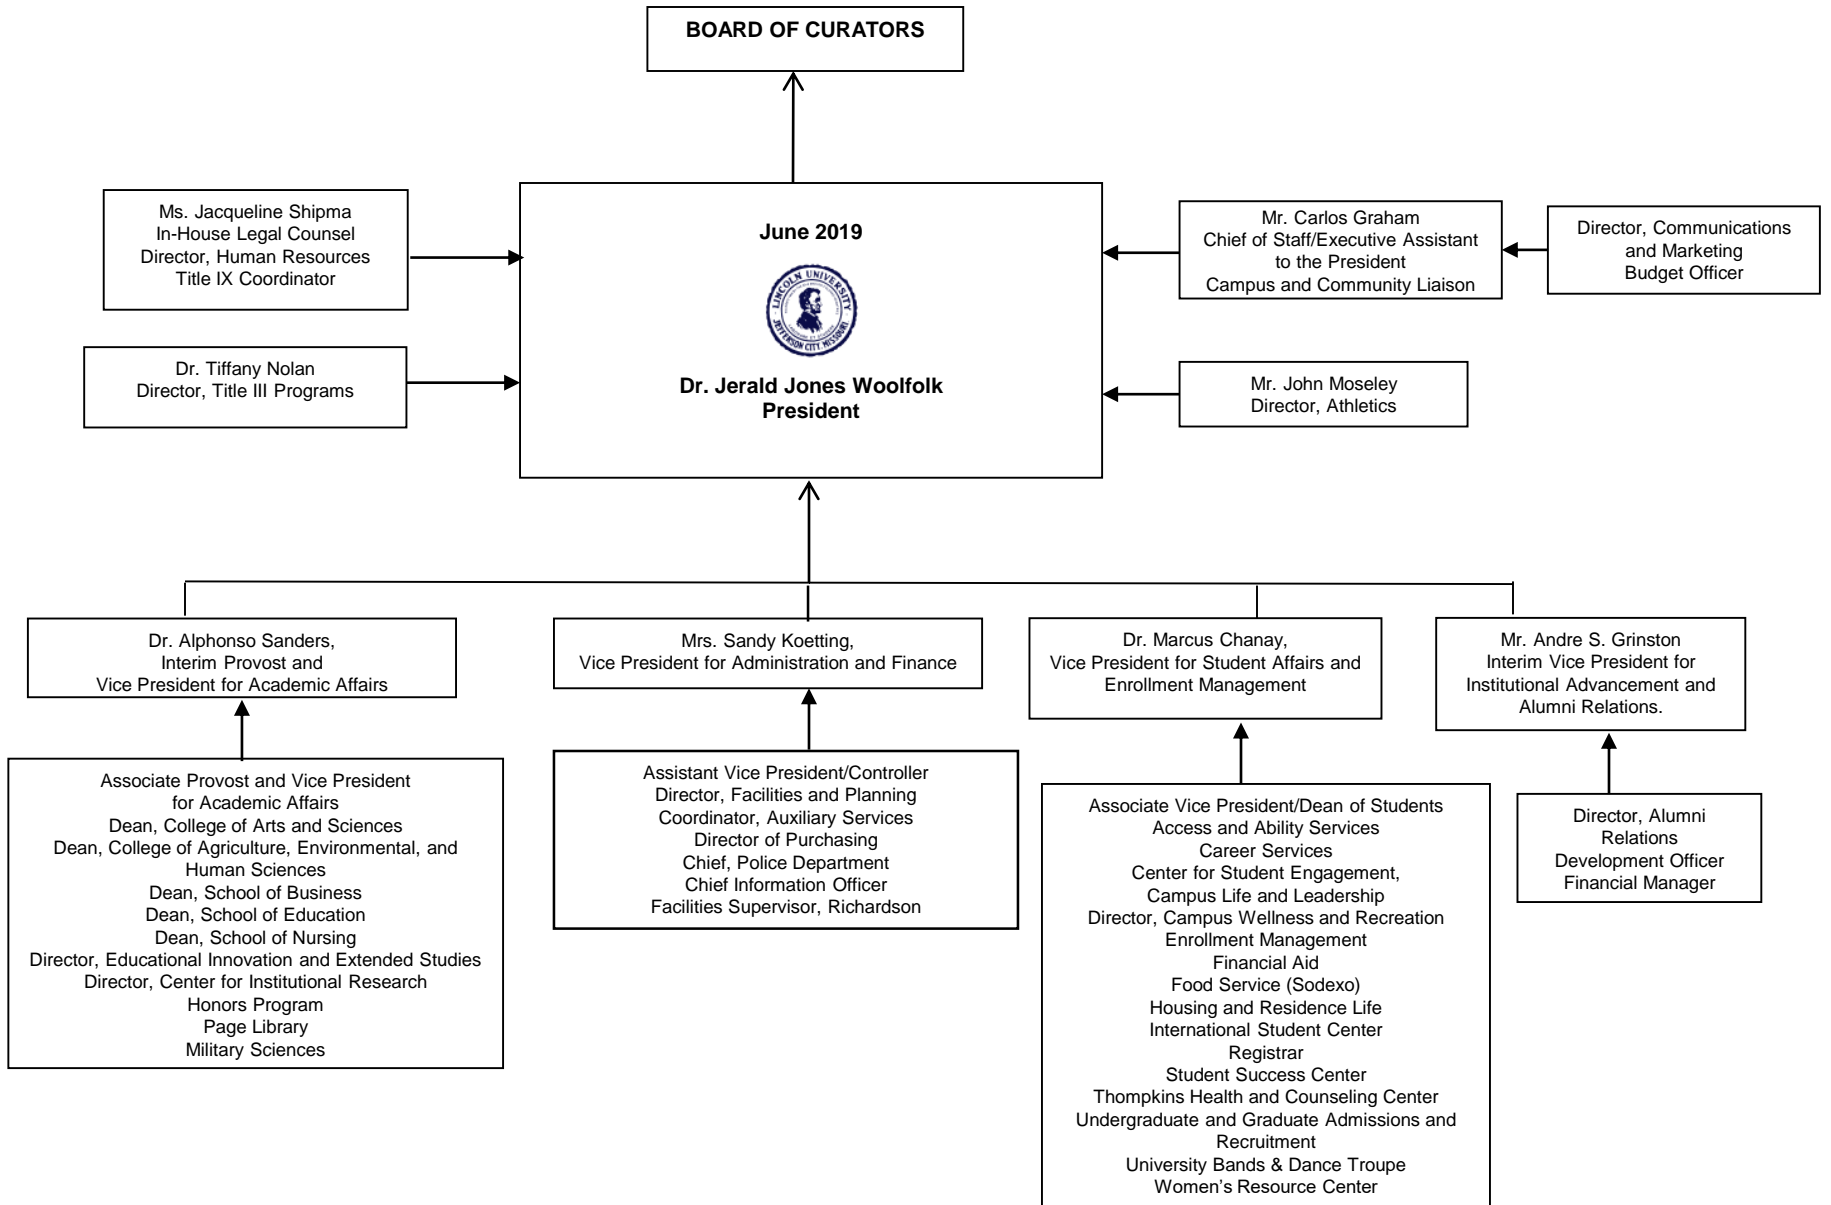 BOARD OF CURATORS
Ms. Jacqueline Shipma
In-House Legal Counsel
Director, Human Resources
Title IX Coordinator
Dr. Tiffany Nolan
Director, Title III Programs
June 2019
LINCOLN UNIVERSITY
JEFFERSON CITY, MISSOURI
Dr. Jerald Jones Woolfolk
President
Mr. Carlos Graham
Chief of Staff/Executive Assistant
to the President
Campus and Community Liaison
Director, Communications
and Marketing
Budget Officer
Mr. John Moseley
Director, Athletics
Dr. Alphonso Sanders,
Interim Provost and
Vice President for Academic Affairs
Associate Provost and Vice President
for Academic Affairs
Dean, College of Arts and Sciences
Dean, College of Agriculture, Environmental, and
Human Sciences
Dean, School of Business
Dean, School of Education
Dean, School of Nursing
Director, Educational Innovation and Extended Studies
Director, Center for Institutional Research
Honors Program
Page Library
Military Sciences
Mrs. Sandy Koetting,
Vice President for Administration and Finance
Assistant Vice President/Controller
Director, Facilities and Planning
Coordinator, Auxiliary Services
Director of Purchasing
Chief, Police Department
Chief Information Officer
Facilities Supervisor, Richardson
Dr. Marcus Chanay,
Vice President for Student Affairs and
Enrollment Management
Associate Vice President/Dean of Students
Access and Ability Services
Career Services
Center for Student Engagement,
Campus Life and Leadership
Director, Campus Wellness and Recreation
Enrollment Management
Financial Aid
Food Service (Sodexo)
Housing and Residence Life
International Student Center
Registrar
Student Success Center
Thompkins Health and Counseling Center
Undergraduate and Graduate Admissions and
Recruitment
University Bands & Dance Troupe
Women's Resource Center
Mr. Andre S. Grinston
Interim Vice President for
Institutional Advancement and
Alumni Relations.
Director, Alumni
Relations
Development Officer
Financial Manager